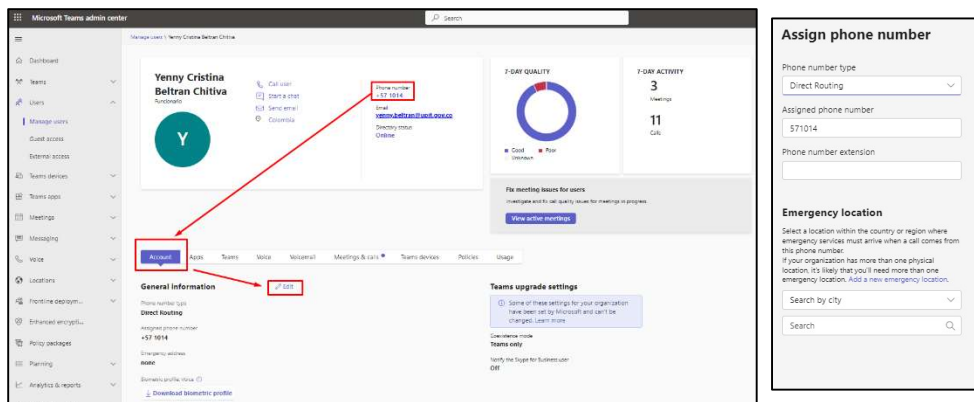 Microsoft Teams admin center
Search
Manage users \ Yenny Cristina Beltran Chitiva
Dashboard
Teams
Users
Manage users
Guest access
External access
Teams devices
Teams apps
Meetings
Messaging
Voice
Locations
Frontline deploym...
Enhanced encrypti...
Policy packages
Planning
Analytics & reports
Yenny Cristina
Beltran Chitiva
Funcionario
Y
Call user
Start a chat
Send email
Colombia
Phone number
+57 1014
Email
yenny.beltran@upit.gov.co
Directory status
Online
7-DAY QUALITY
Good
Poor
Unknown
7-DAY ACTIVITY
3
Meetings
11
Calls
Fix meeting issues for users
Investigate and fix call quality issues for meetings in progress.
View active meetings
Account
Apps
Teams
Voice
Voicemail
Meetings & calls
Teams devices
Policies
Usage
General information
Edit
Phone number type
Direct Routing
Assigned phone number
+57 1014
Emergency address
none
Biometric profile: Voice
Download biometric profile
Teams upgrade settings
Some of these settings for your organization
have been set by Microsoft and can't be
changed. Learn more
Coexistence mode
Teams only
Notify the Skype for Business user
Off
Assign phone number
Phone number type
Direct Routing
Assigned phone number
571014
Phone number extension
Emergency location
Select a location within the country or region where
emergency services must arrive when a call comes from
this phone number.
If your organization has more than one physical
location, it's likely that you'll need more than one
emergency location. Add a new emergency location.
Search by city
Search